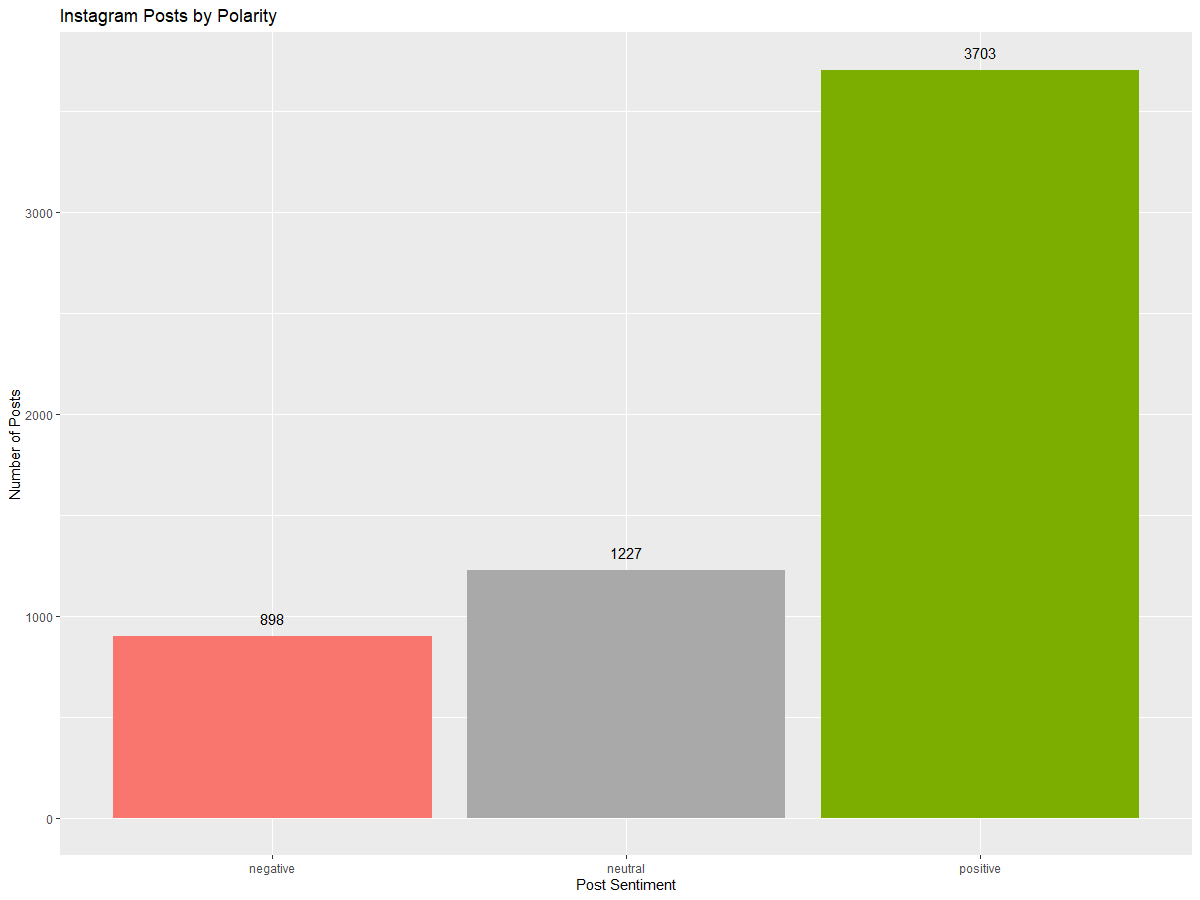 Instagram Posts by Polarity
3703
3000
2000
1227
1000
898
0
Number of Posts
negative
neutral
positive
Post Sentiment